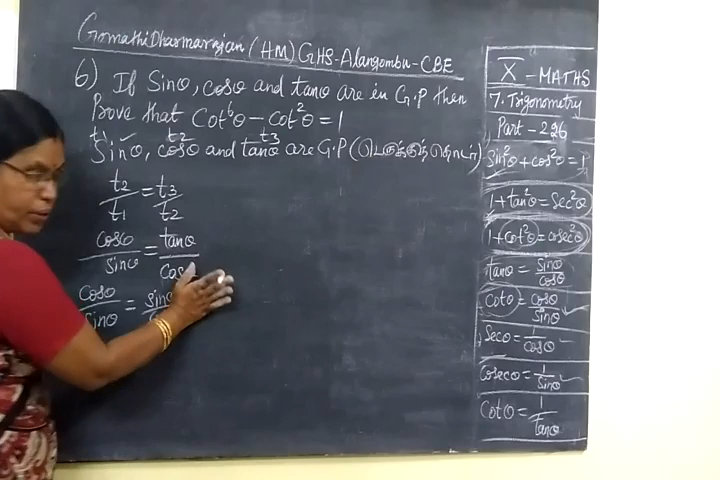 Gomathi Dharmarajan (HM) GHS-Alangombu-CBE
6) If Sinθ, cosθ and tanθ are in G.P then
Prove that Cot⁶θ - cot²θ = 1
t₁ t₂ t₃
Sinθ, cosθ and tanθ are G.P (பெருக்குத் தொடர்)
t₂/t₁ = t₃/t₂
cosθ/sinθ = tanθ/Cos
Cosθ/Sinθ = sinθ
X - MATHS
7. Trigonometry
Part - 226
Sin²θ + cos²θ = 1
1 + tan²θ = Sec²θ
1 + cot²θ = cosec²θ
tanθ = sinθ/cosθ
Cotθ = cosθ/sinθ
Secθ = 1/cosθ
Cosecθ = 1/Sinθ
Cotθ = 1/Tanθ